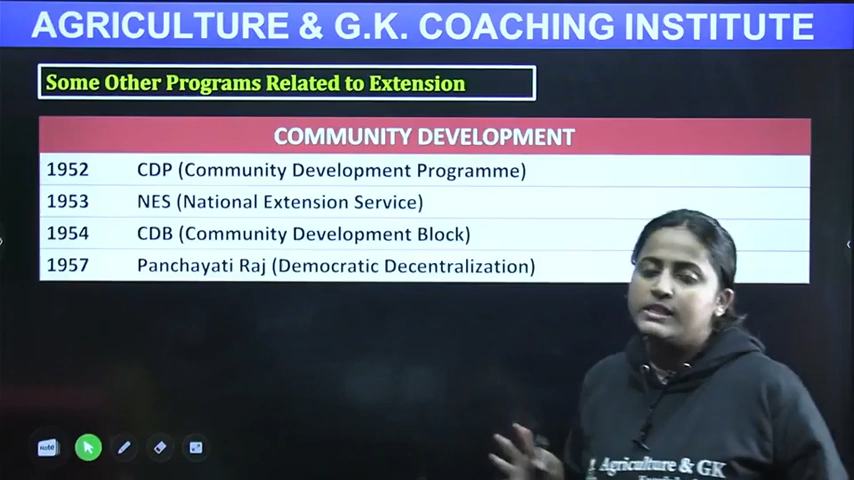 AGRICULTURE & G.K. COACHING INSTITUTE
Some Other Programs Related to Extension
COMMUNITY DEVELOPMENT
1952 CDP (Community Development Programme)
1953 NES (National Extension Service)
1954 CDB (Community Development Block)
1957 Panchayati Raj (Democratic Decentralization)
Note
Agriculture & GK